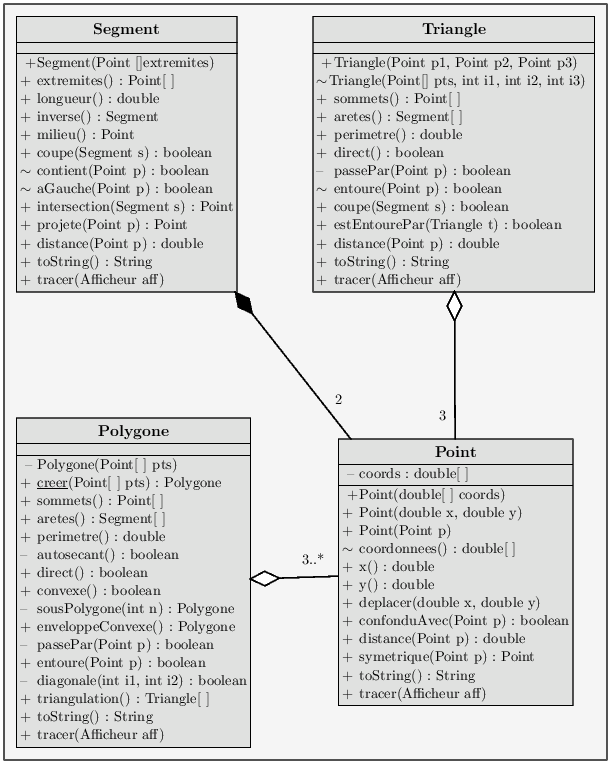 Segment
+Segment(Point []extremites)
+ extremites() : Point[ ]
+ longueur() : double
+ inverse() : Segment
+ milieu() : Point
+ coupe(Segment s) : boolean
∼ contient(Point p) : boolean
∼ aGauche(Point p) : boolean
+ intersection(Segment s) : Point
+ projete(Point p) : Point
+ distance(Point p) : double
+ toString() : String
+ tracer(Afficheur aff)
Triangle
+Triangle(Point p1, Point p2, Point p3)
∼Triangle(Point[] pts, int i1, int i2, int i3)
+ sommets() : Point[ ]
+ aretes() : Segment[ ]
+ perimetre() : double
+ direct() : boolean
– passePar(Point p) : boolean
∼ entoure(Point p) : boolean
+ coupe(Segment s) : boolean
+ estEntourePar(Triangle t) : boolean
+ distance(Point p) : double
+ toString() : String
+ tracer(Afficheur aff)
2
3
Polygone
– Polygone(Point[ ] pts)
+ creer(Point[ ] pts) : Polygone
+ sommets() : Point[ ]
+ aretes() : Segment[ ]
+ perimetre() : double
– autosecant() : boolean
+ direct() : boolean
+ convexe() : boolean
– sousPolygone(int n) : Polygone
+ enveloppeConvexe() : Polygone
– passePar(Point p) : boolean
+ entoure(Point p) : boolean
– diagonale(int i1, int i2) : boolean
+ triangulation() : Triangle[ ]
+ toString() : String
+ tracer(Afficheur aff)
3..*
Point
– coords : double[ ]
+Point(double[ ] coords)
+ Point(double x, double y)
+ Point(Point p)
∼ coordonnees() : double[ ]
+ x() : double
+ y() : double
+ deplacer(double x, double y)
+ confonduAvec(Point p) : boolean
+ distance(Point p) : double
+ symetrique(Point p) : Point
+ toString() : String
+ tracer(Afficheur aff)